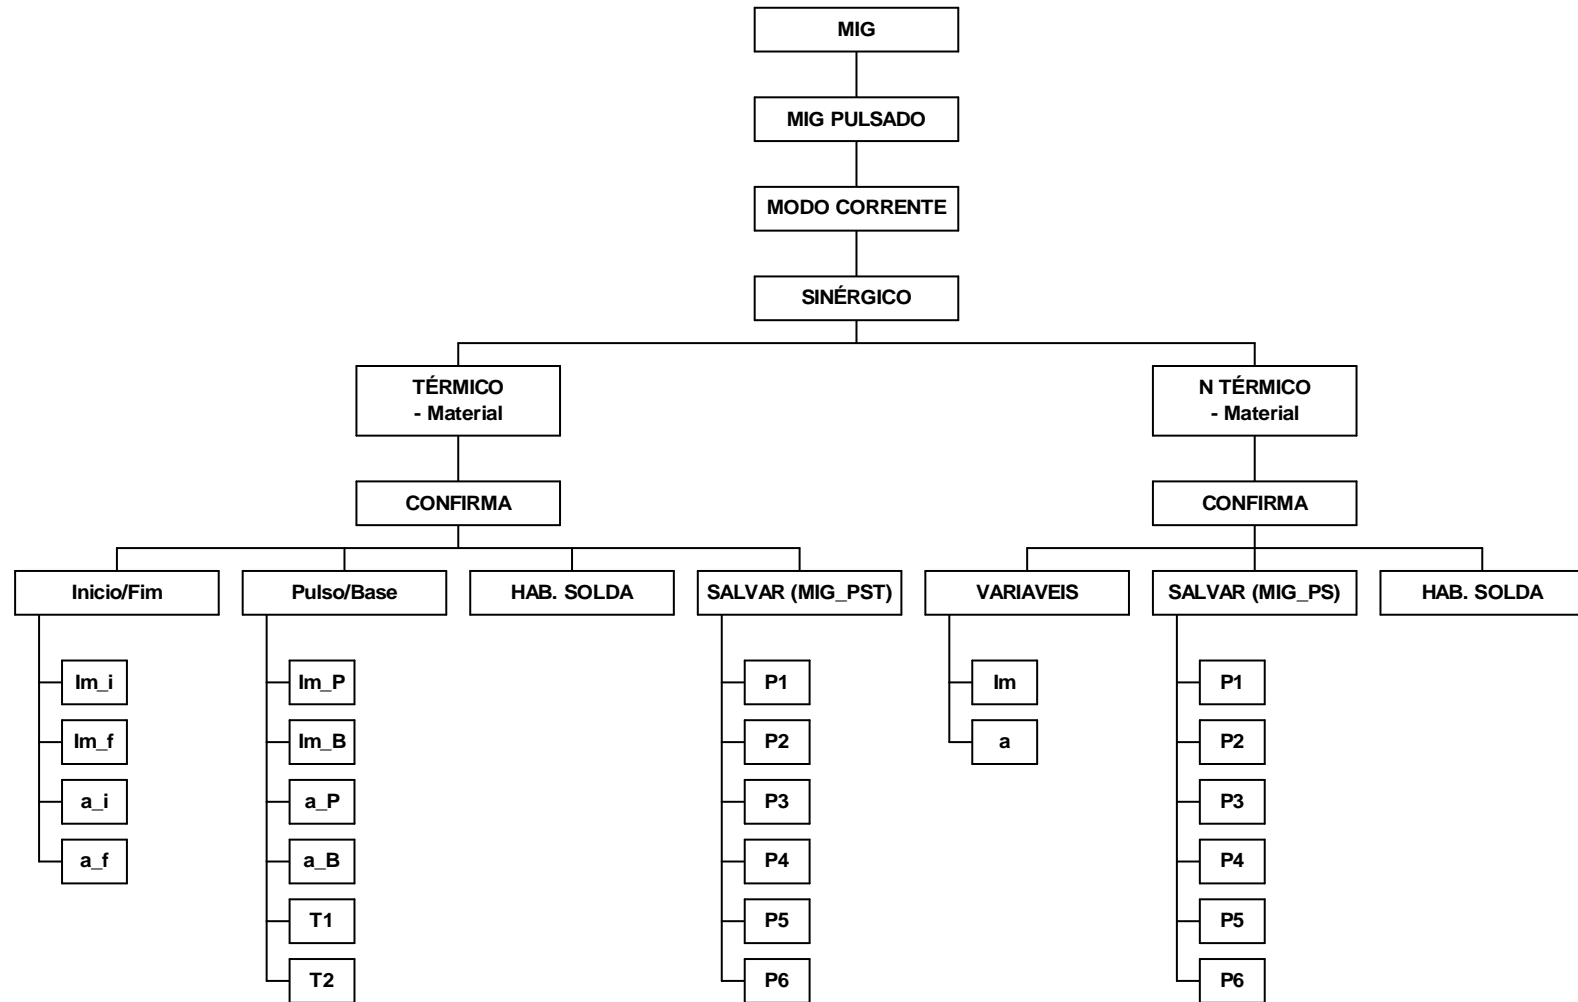 MIG
MIG PULSADO
MODO CORRENTE
SINÉRGICO
TÉRMICO
- Material
N TÉRMICO
- Material
CONFIRMA
CONFIRMA
Inicio/Fim
Pulso/Base
HAB. SOLDA
SALVAR (MIG_PST)
VARIAVEIS
SALVAR (MIG_PS)
HAB. SOLDA
Im_i
Im_f
a_i
a_f
Im_P
Im_B
a_P
a_B
T1
T2
P1
P2
P3
P4
P5
P6
Im
a
P1
P2
P3
P4
P5
P6